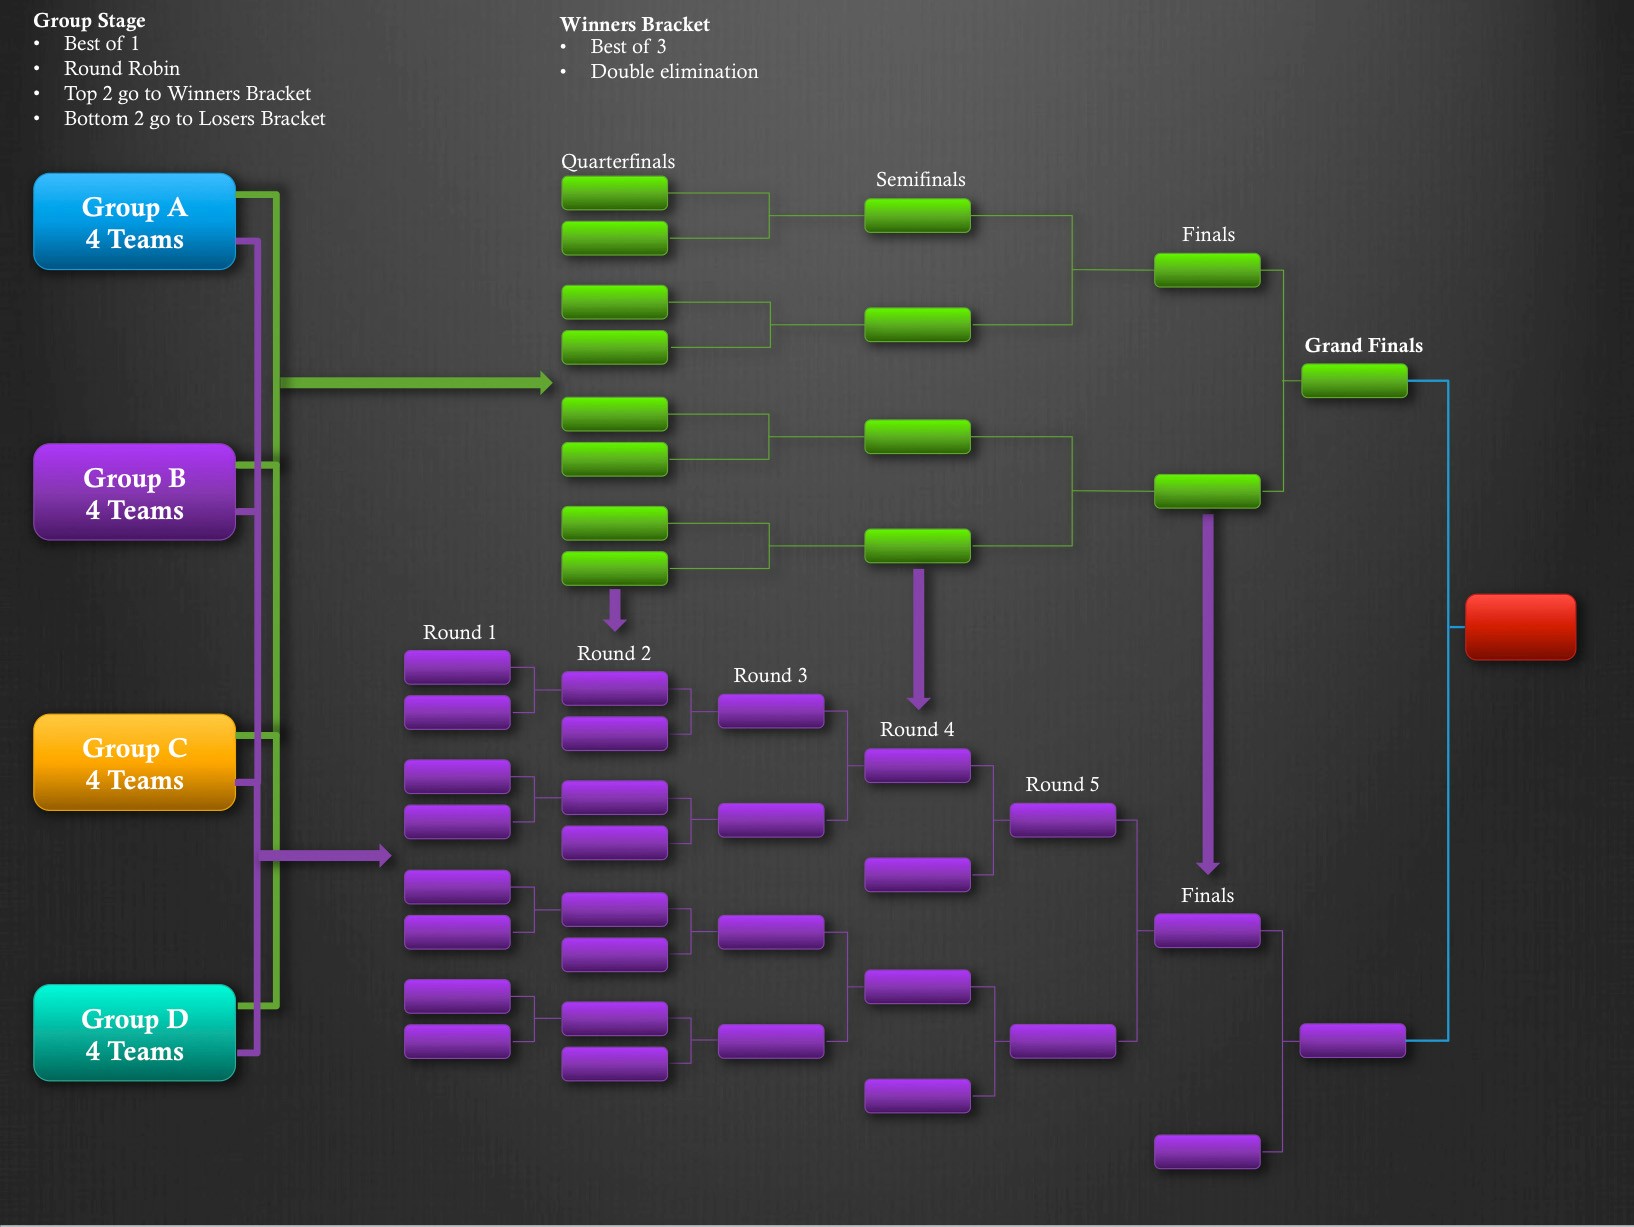 Group Stage
• Best of 1
• Round Robin
• Top 2 go to Winners Bracket
• Bottom 2 go to Losers Bracket
Winners Bracket
• Best of 3
• Double elimination
Group A
4 Teams
Group B
4 Teams
Group C
4 Teams
Group D
4 Teams
Quarterfinals
Semifinals
Finals
Grand Finals
Round 1
Round 2
Round 3
Round 4
Round 5
Finals